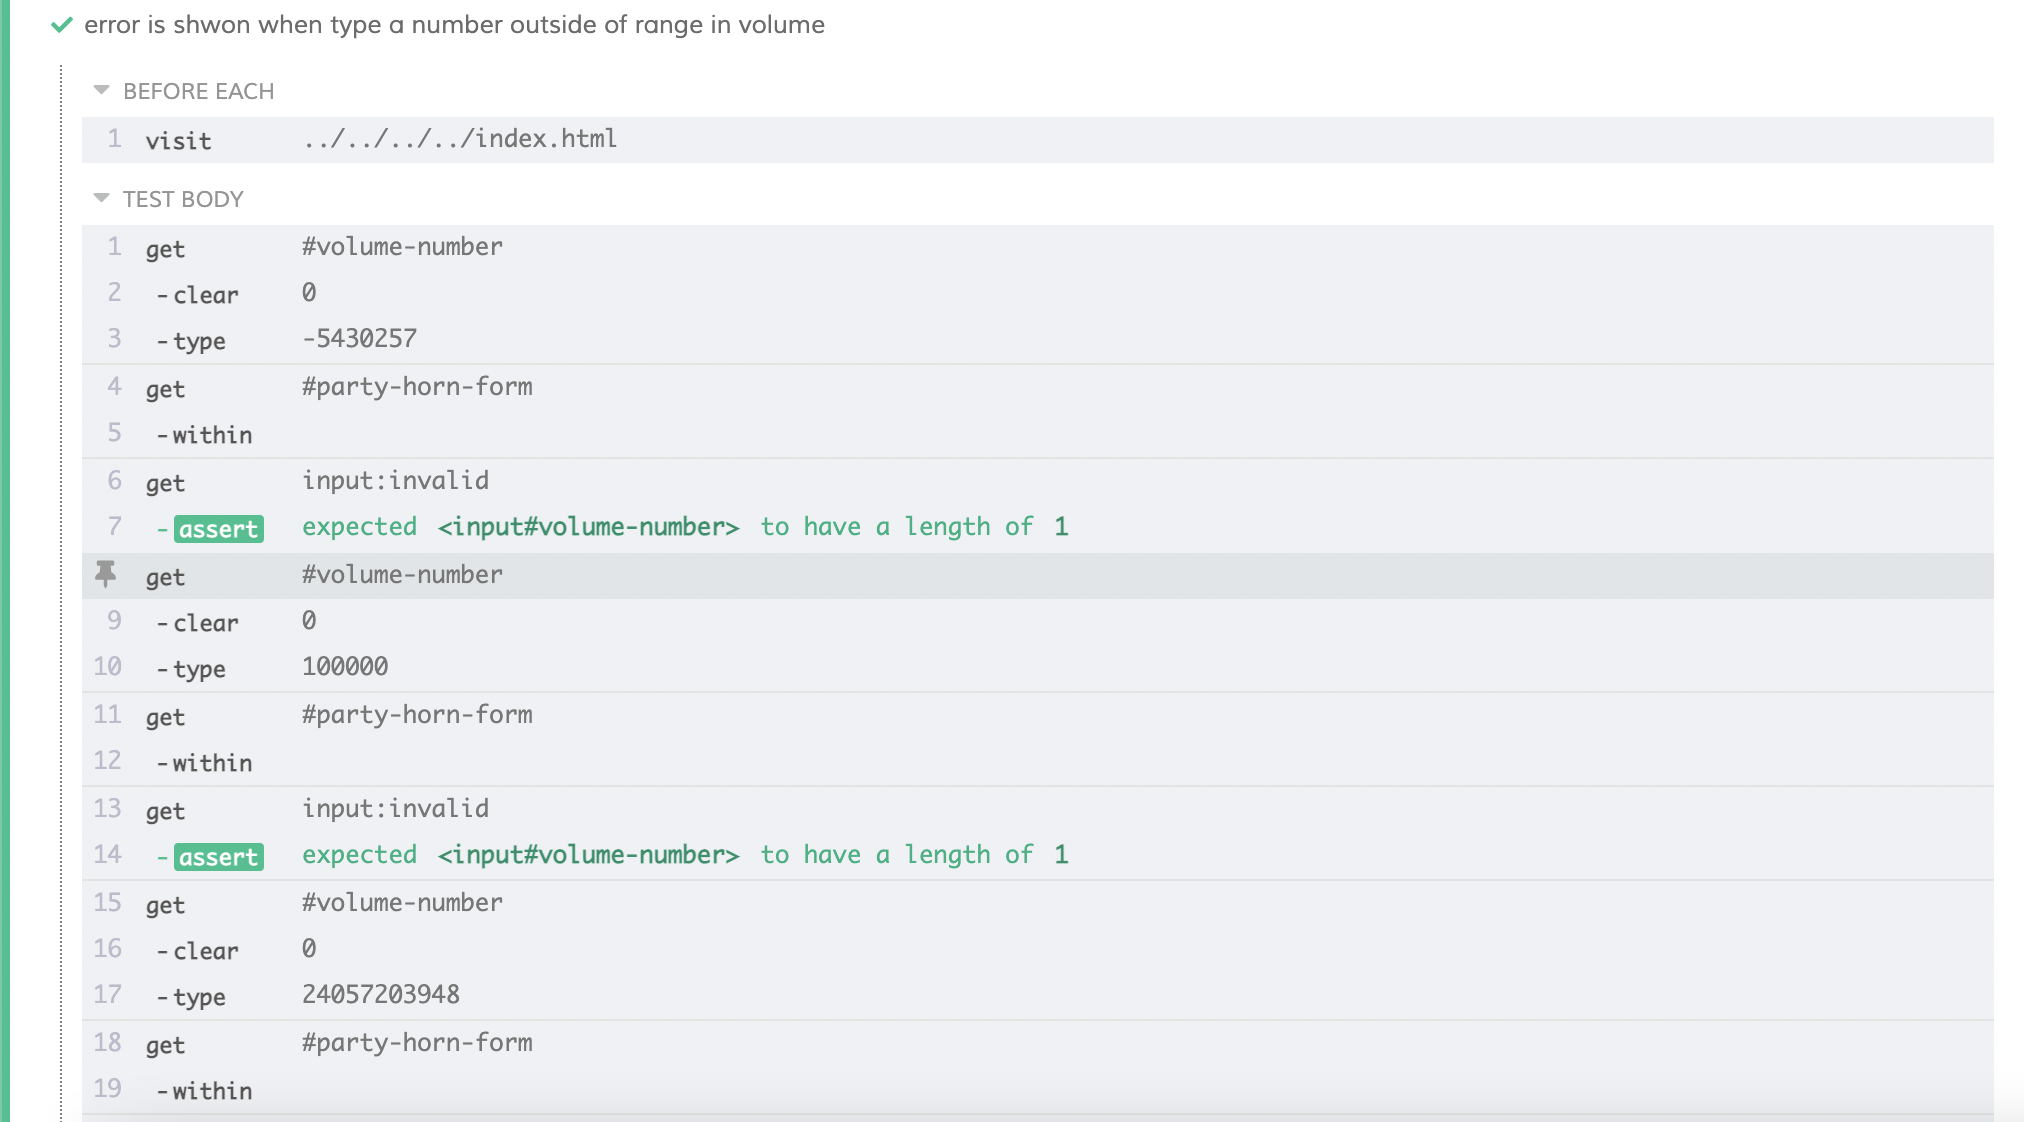 error is shwon when type a number outside of range in volume
BEFORE EACH
1 visit ../../../../index.html
TEST BODY
1 get #volume-number
2 -clear 0
3 -type -5430257
4 get #party-horn-form
5 -within
6 get input:invalid
7 -assert expected <input#volume-number> to have a length of 1
get #volume-number
9 -clear 0
10 -type 100000
11 get #party-horn-form
12 -within
13 get input:invalid
14 -assert expected <input#volume-number> to have a length of 1
15 get #volume-number
16 -clear 0
17 -type 24057203948
18 get #party-horn-form
19 -within